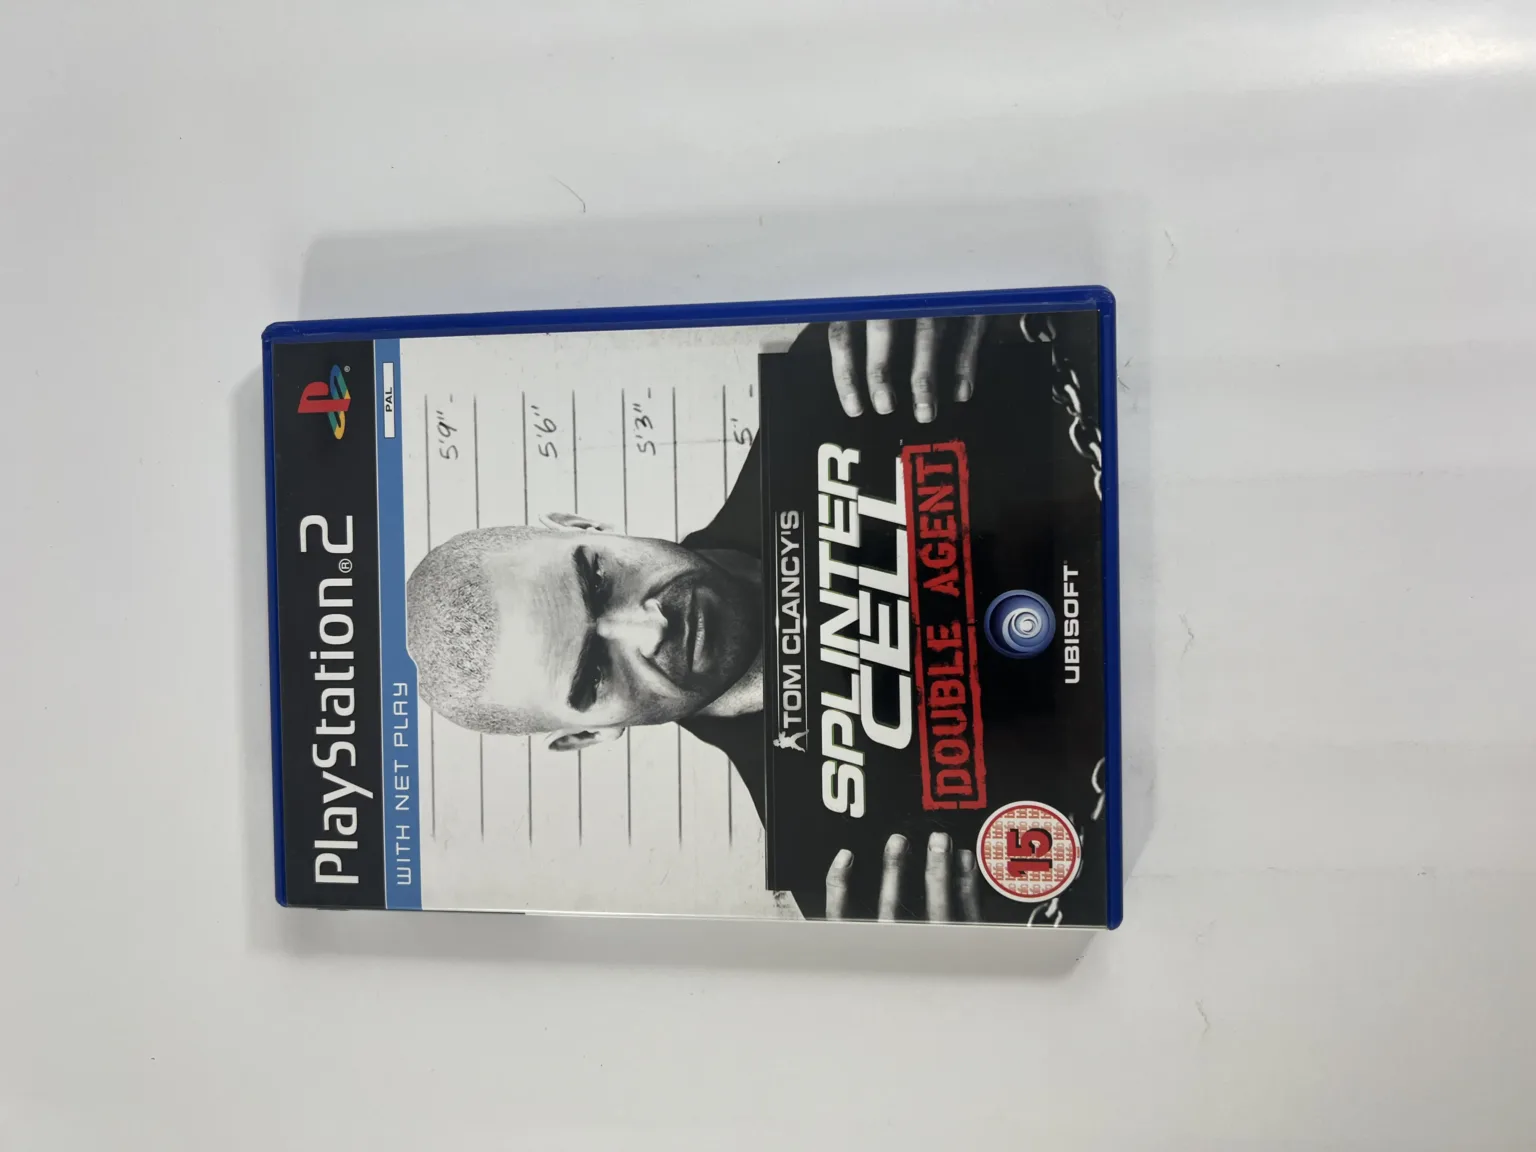 PlayStation®2
PAL
WITH NET PLAY
5'9"-
5'6"
5'3"-
5'-
TOM CLANCY'S
SPLINTER
CELL
DOUBLE AGENT
15
UBISOFT